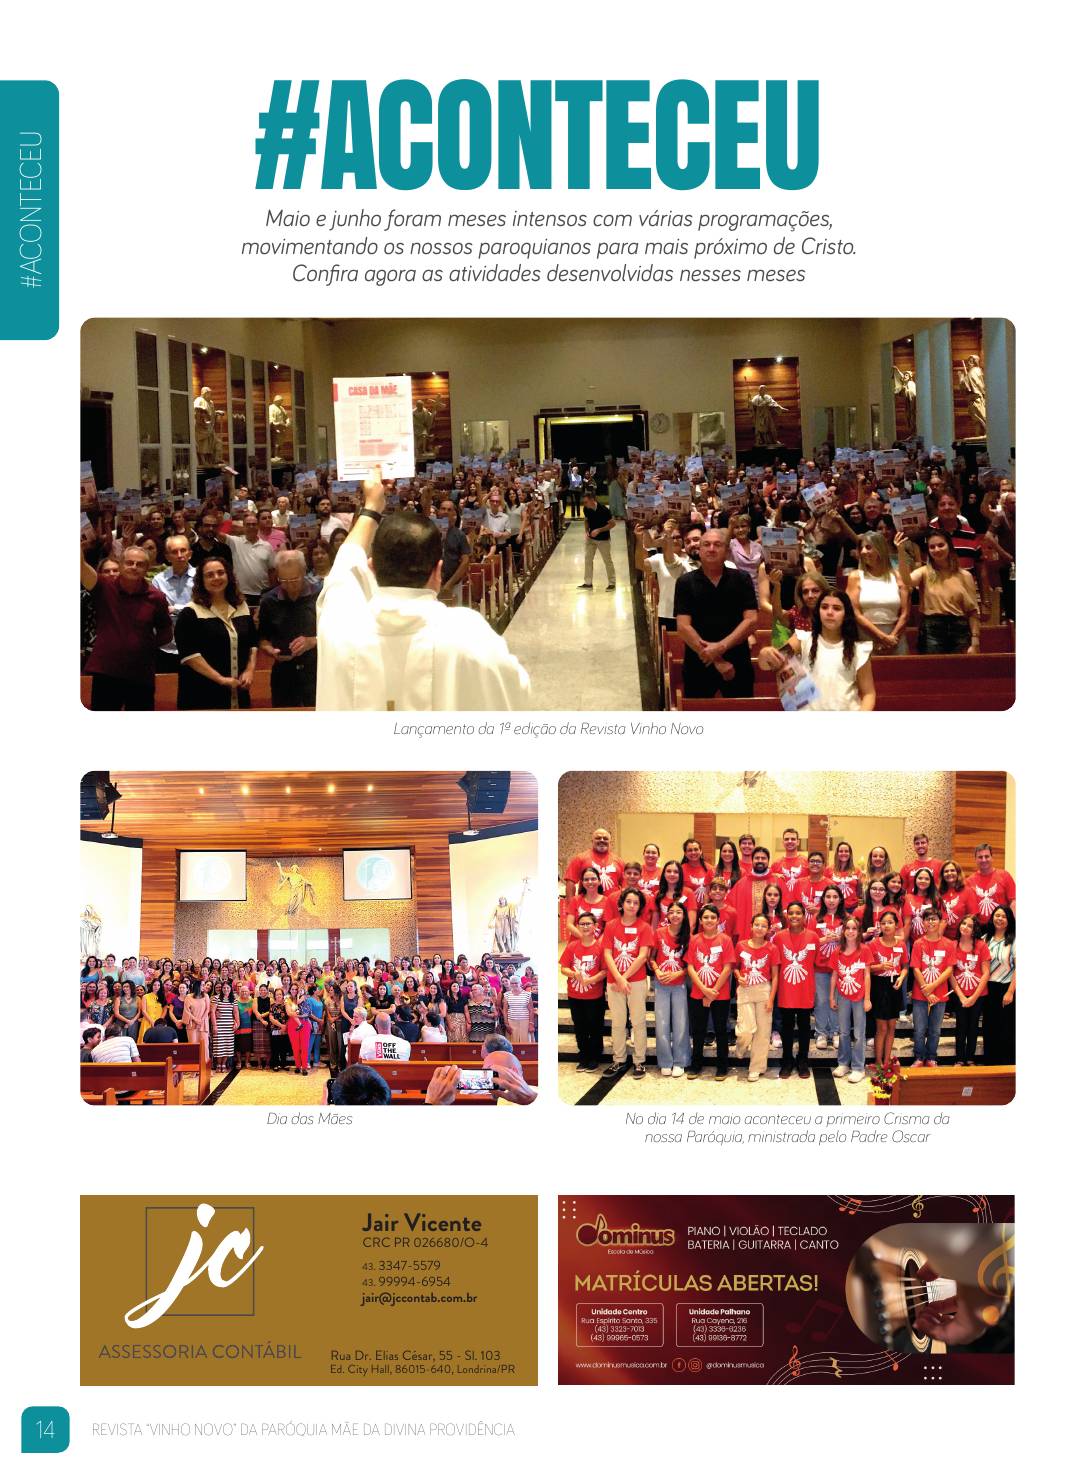 #ACONTECEU
#ACONTECEU
Maio e junho foram meses intensos com várias programações,
movimentando os nossos paroquianos para mais próximo de Cristo.
Confira agora as atividades desenvolvidas nesses meses
CASA DA MÃE
Lançamento da 1ª edição da Revista Vinho Novo
OFF
THE
WALL
Dia das Mães
No dia 14 de maio aconteceu a primeiro Crisma da
nossa Paróquia, ministrada pelo Padre Oscar
jc
ASSESSORIA CONTÁBIL
Jair Vicente
CRC PR 026680/O-4
43. 3347-5579
43. 99994-6954
jair@jccontab.com.br
Rua Dr. Elias César, 55 - Sl. 103
Ed. City Hall, 86015-640, Londrina/PR
Dominus
Escola de Música
PIANO | VIOLÃO | TECLADO
BATERIA | GUITARRA | CANTO
MATRÍCULAS ABERTAS!
Unidade Centro
Rua Espírito Santo, 335
(43) 3323-7013
(43) 99965-0573
Unidade Palhano
Rua Cayena, 216
(43) 3336-6236
(43) 99136-8772
www.dominusmusica.com.br
@dominusmusica
14
REVISTA “VINHO NOVO” DA PARÓQUIA MÃE DA DIVINA PROVIDÊNCIA